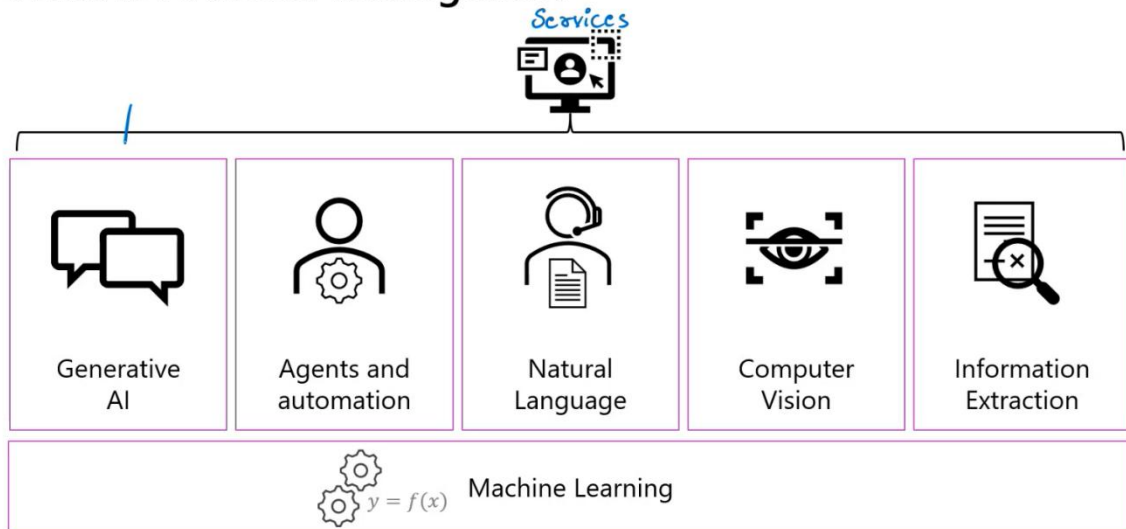 Services
Generative
AI
Agents and
automation
Natural
Language
Computer
Vision
Information
Extraction
y = f(x)
Machine Learning